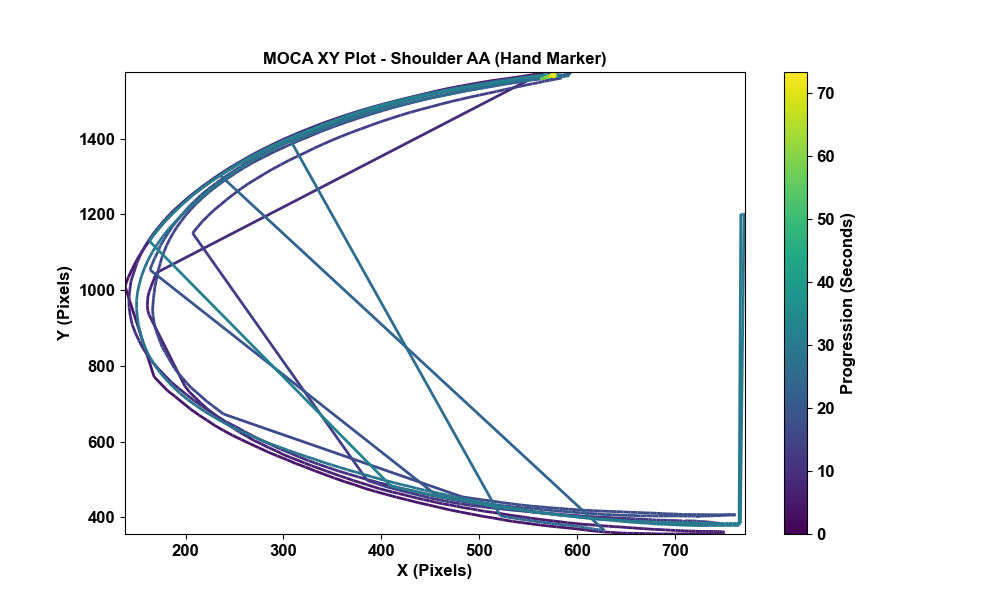 MOCA XY Plot - Shoulder AA (Hand Marker)
1400
1200
1000
800
600
400
Y (Pixels)
200 300 400 500 600 700
X (Pixels)
70
60
50
40
30
20
10
0
Progression (Seconds)